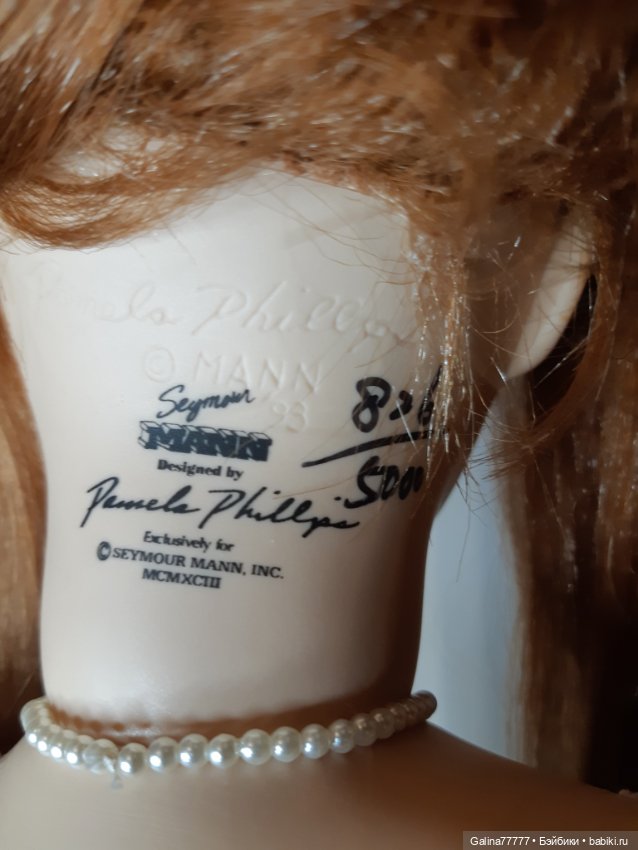 Pamela Phillips
© MANN
'93
Seymour
MANN
Designed by
Pamela Phillips
Exclusively for
© SEYMOUR MANN, INC.
MCMXCIII
5000
Galina77777 • Бэйбики • babiki.ru